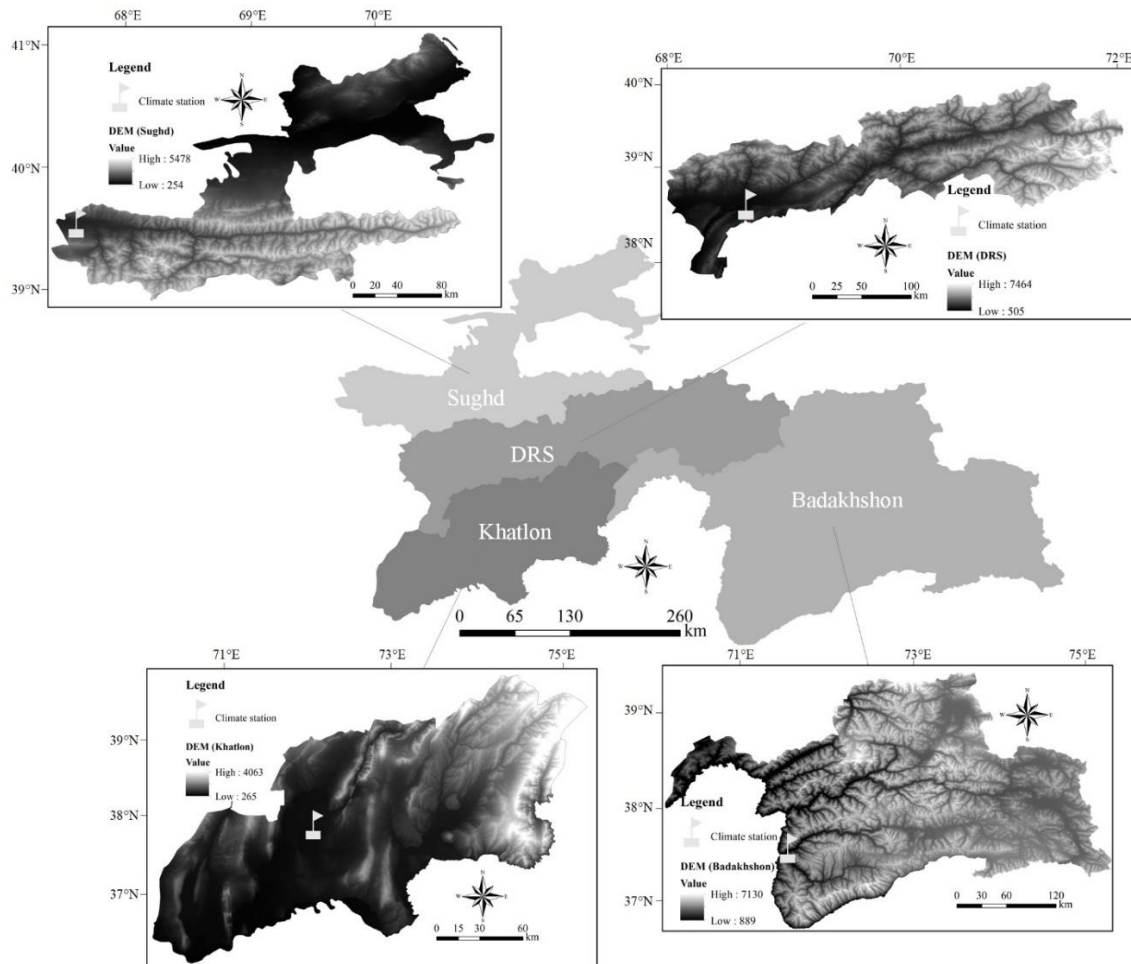 68°E 69°E 70°E
41°N
40°N
39°N
Legend
Climate station
DEM (Sughd)
Value
High : 5478
Low : 254
N
W E
S
0 20 40 80
km
68°E 70°E 72°E
40°N
39°N
38°N
N
W E
S
Legend
Climate station
DEM (DRS)
Value
High : 7464
Low : 505
0 25 50 100
km
Sughd
DRS
Khatlon
Badakhshon
N
W E
S
0 65 130 260
km
71°E 73°E 75°E
39°N
38°N
37°N
Legend
Climate station
DEM (Khatlon)
Value
High : 4063
Low : 265
N
W E
S
0 15 30 60
km
71°E 73°E 75°E
39°N
38°N
37°N
N
W E
S
Legend
Climate station
DEM (Badakhshon)
Value
High : 7130
Low : 889
0 30 60 120
km